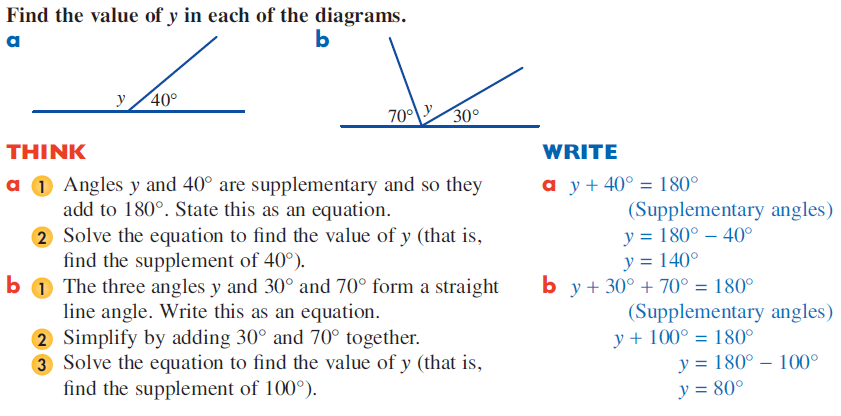 Find the value of y in each of the diagrams.
a b
y 40°
70° y 30°
THINK WRITE
a 1 Angles y and 40° are supplementary and so they
add to 180°. State this as an equation.
2 Solve the equation to find the value of y (that is,
find the supplement of 40°).
b 1 The three angles y and 30° and 70° form a straight
line angle. Write this as an equation.
2 Simplify by adding 30° and 70° together.
3 Solve the equation to find the value of y (that is,
find the supplement of 100°).
a y + 40° = 180°
(Supplementary angles)
y = 180° – 40°
y = 140°
b y + 30° + 70° = 180°
(Supplementary angles)
y + 100° = 180°
y = 180° – 100°
y = 80°